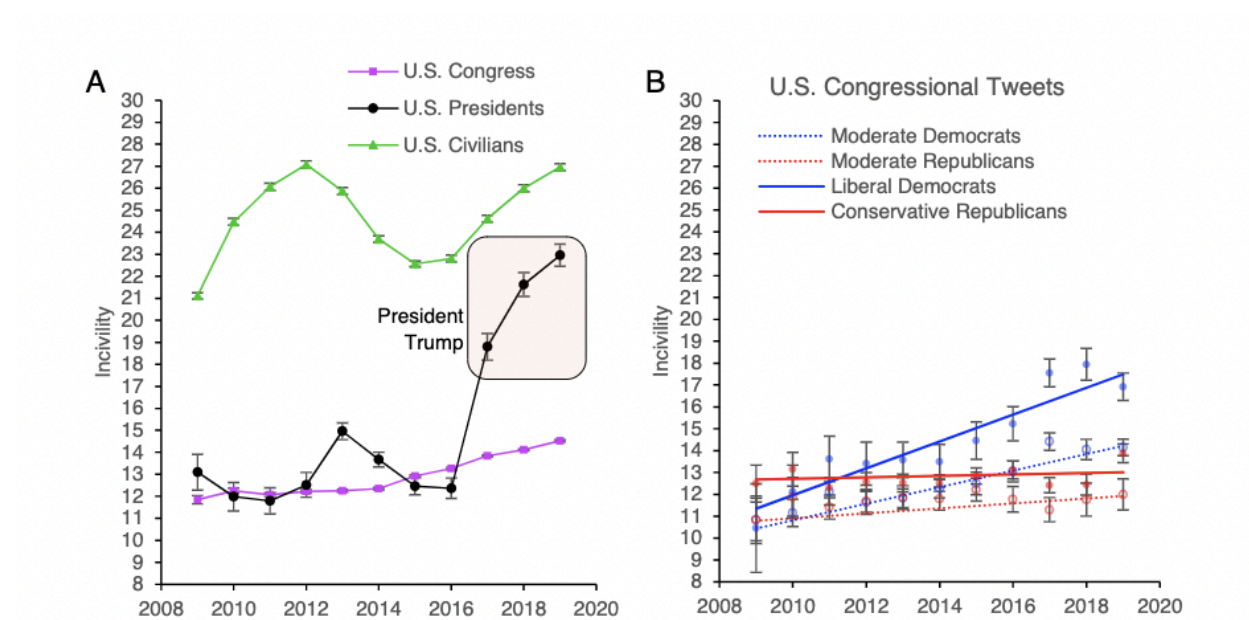 A
U.S. Congress
U.S. Presidents
U.S. Civilians
30
29
28
27
26
25
24
23
22
21
20
19
18
17
16
15
14
13
12
11
10
9
8
Incivility
President
Trump
2008 2010 2012 2014 2016 2018 2020
B
U.S. Congressional Tweets
Moderate Democrats
Moderate Republicans
Liberal Democrats
Conservative Republicans
30
29
28
27
26
25
24
23
22
21
20
19
18
17
16
15
14
13
12
11
10
9
8
Incivility
2008 2010 2012 2014 2016 2018 2020